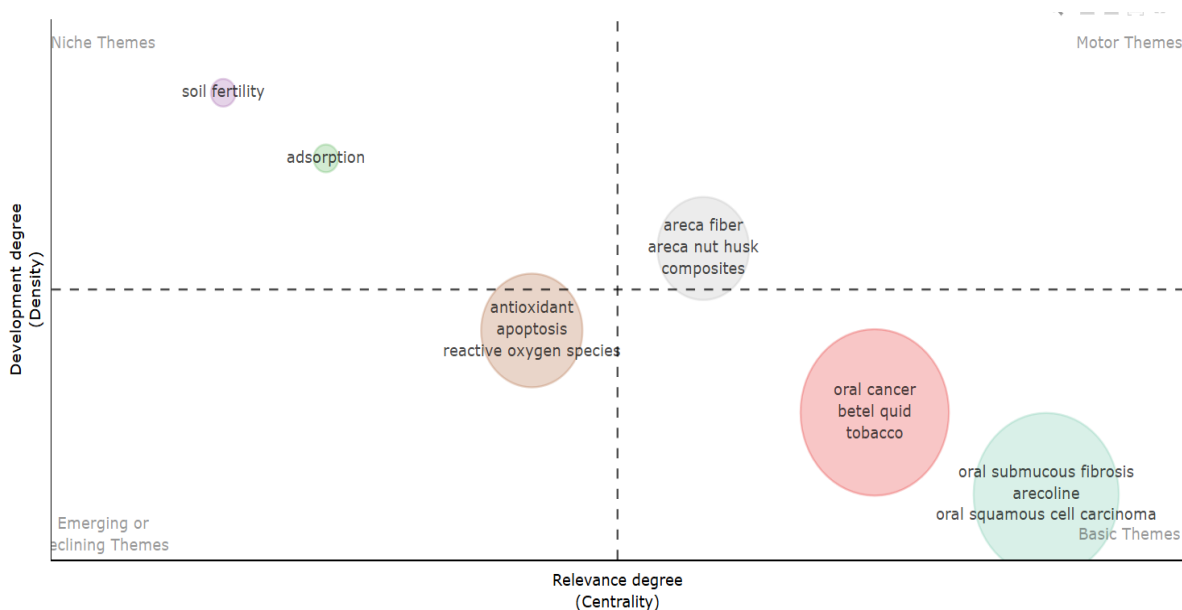 Niche Themes
Motor Themes
soil fertility
adsorption
areca fiber
areca nut husk
composites
antioxidant
apoptosis
reactive oxygen species
oral cancer
betel quid
tobacco
oral submucous fibrosis
arecoline
oral squamous cell carcinoma
Emerging or
eclining Themes
Basic Themes
Development degree
(Density)
Relevance degree
(Centrality)